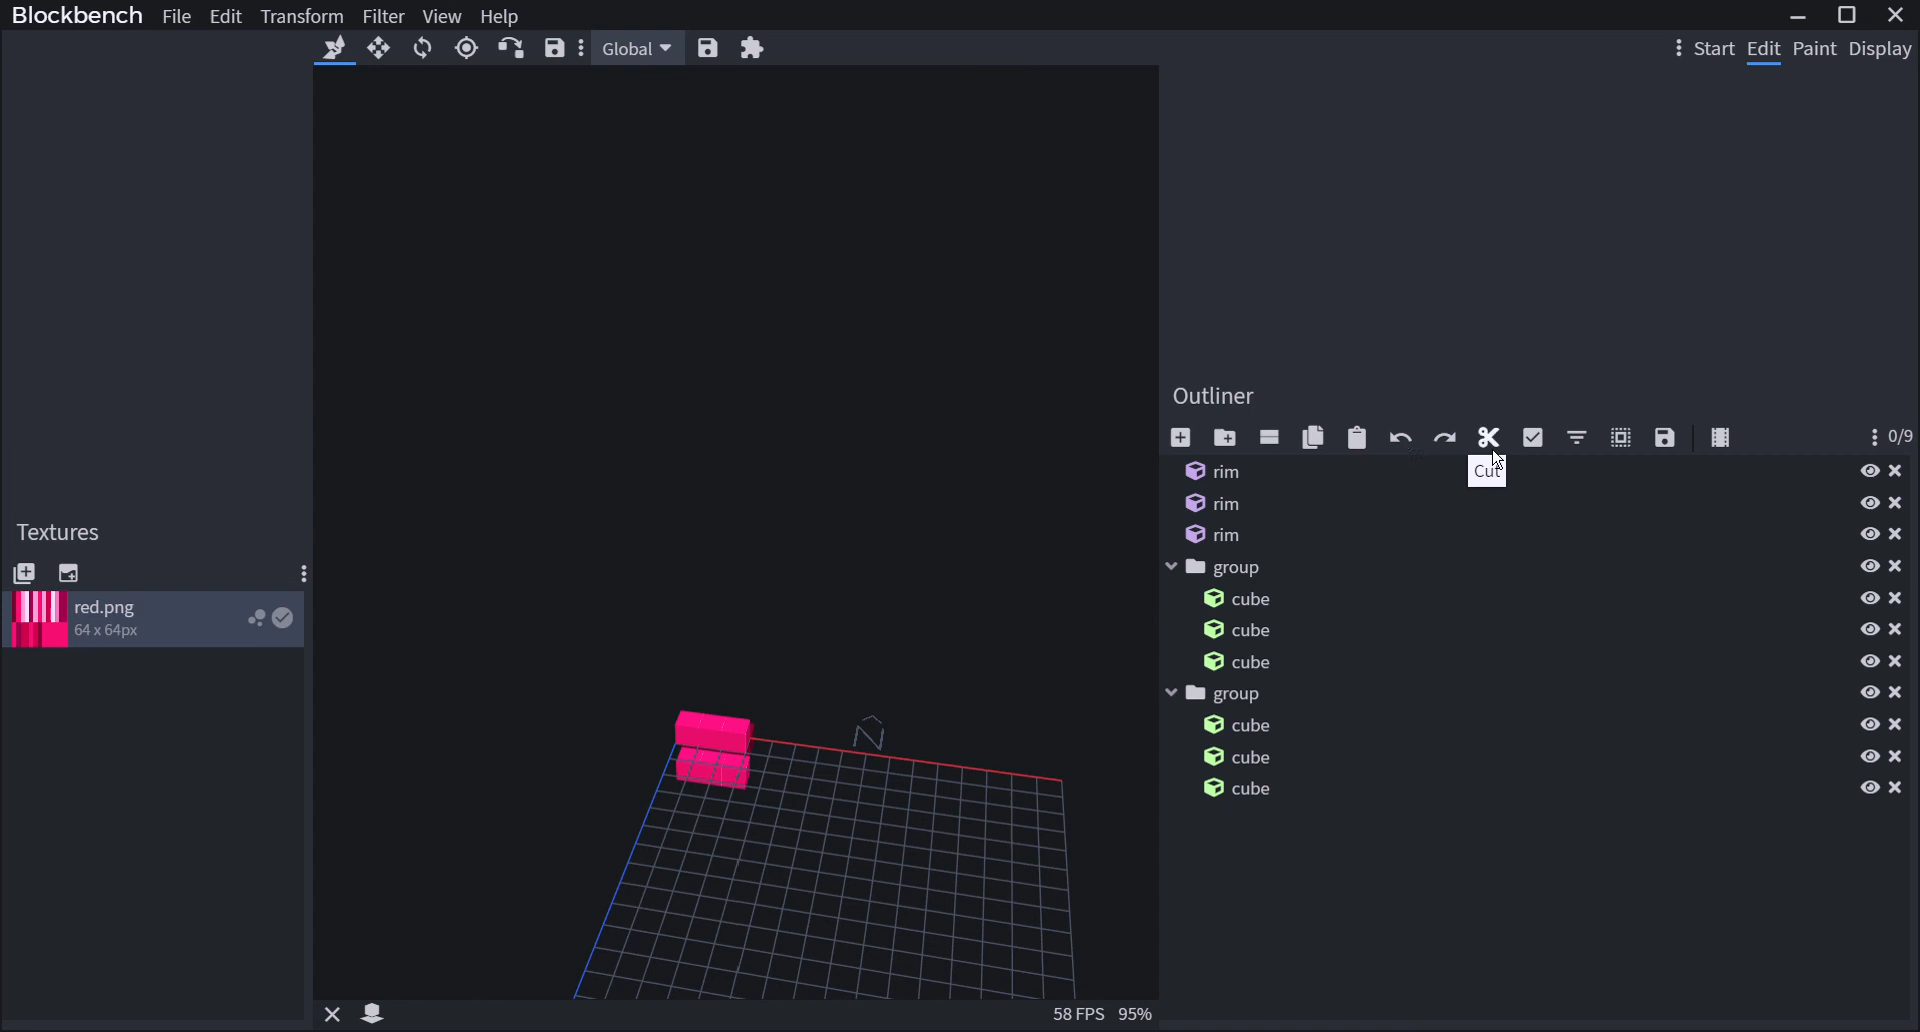 Blockbench File Edit Transform Filter View Help
Global
Start Edit Paint Display
Outliner
0/9
Cut
rim
rim
rim
group
cube
cube
cube
group
cube
cube
cube
Textures
red.png
64 x 64px
58 FPS 95%